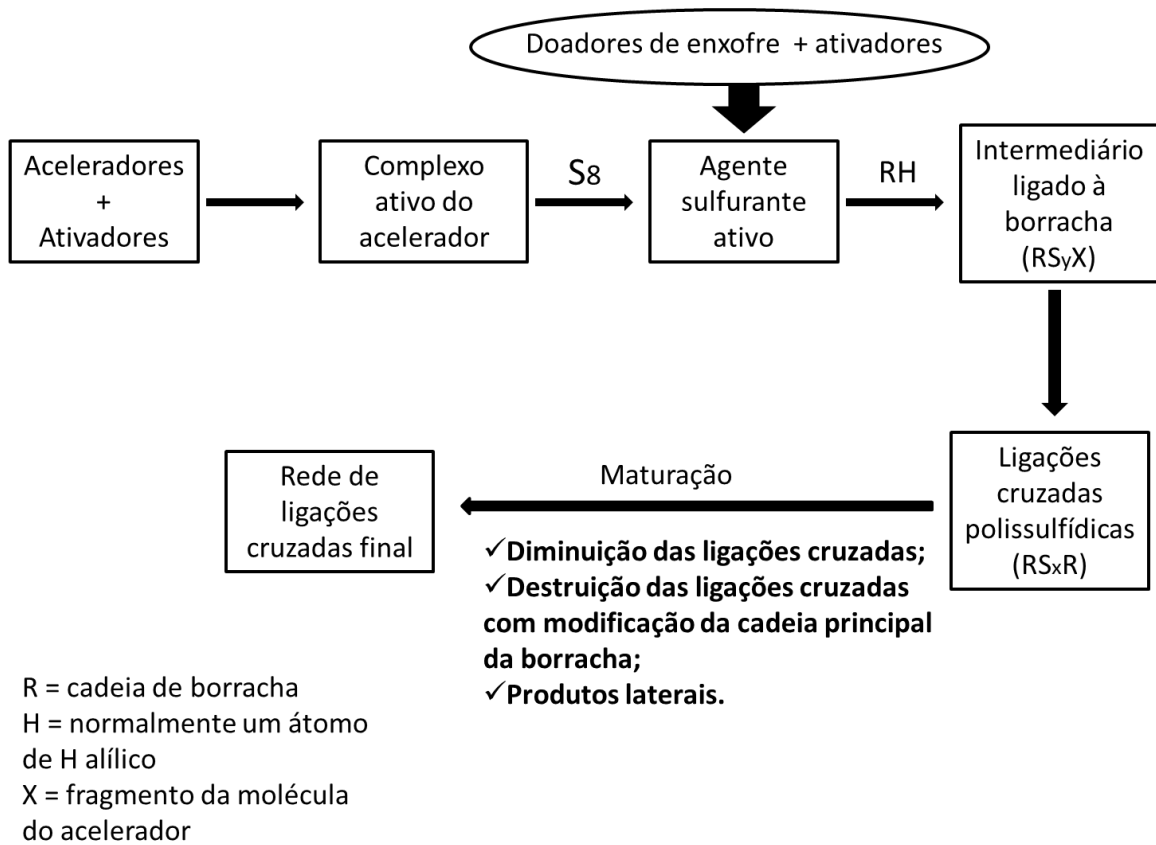 Doadores de enxofre + ativadores
Aceleradores
+
Ativadores
Complexo
ativo do
acelerador
S8
Agente
sulfurante
ativo
RH
Intermediário
ligado à
borracha
(RSyX)
Ligações
cruzadas
polissulfídicas
(RSxR)
Maturação
✓Diminuição das ligações cruzadas;
✓Destruição das ligações cruzadas
com modificação da cadeia principal
da borracha;
✓Produtos laterais.
Rede de
ligações
cruzadas final
R = cadeia de borracha
H = normalmente um átomo
de H alílico
X = fragmento da molécula
do acelerador